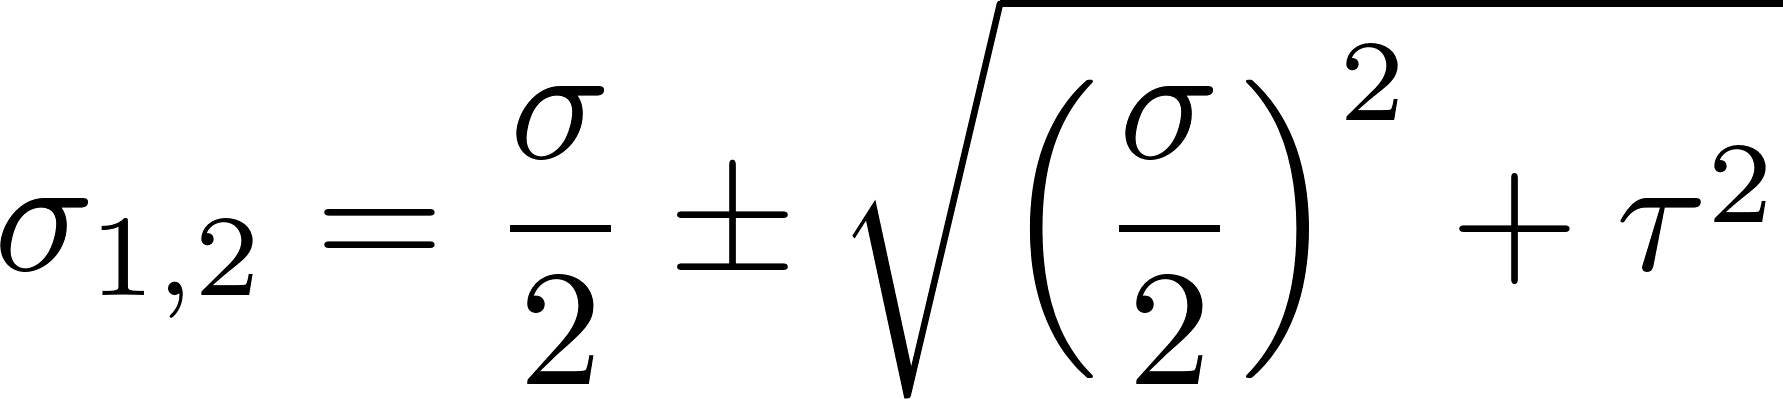 σ₁,₂ = σ/2 ± √((σ/2)² + τ²)